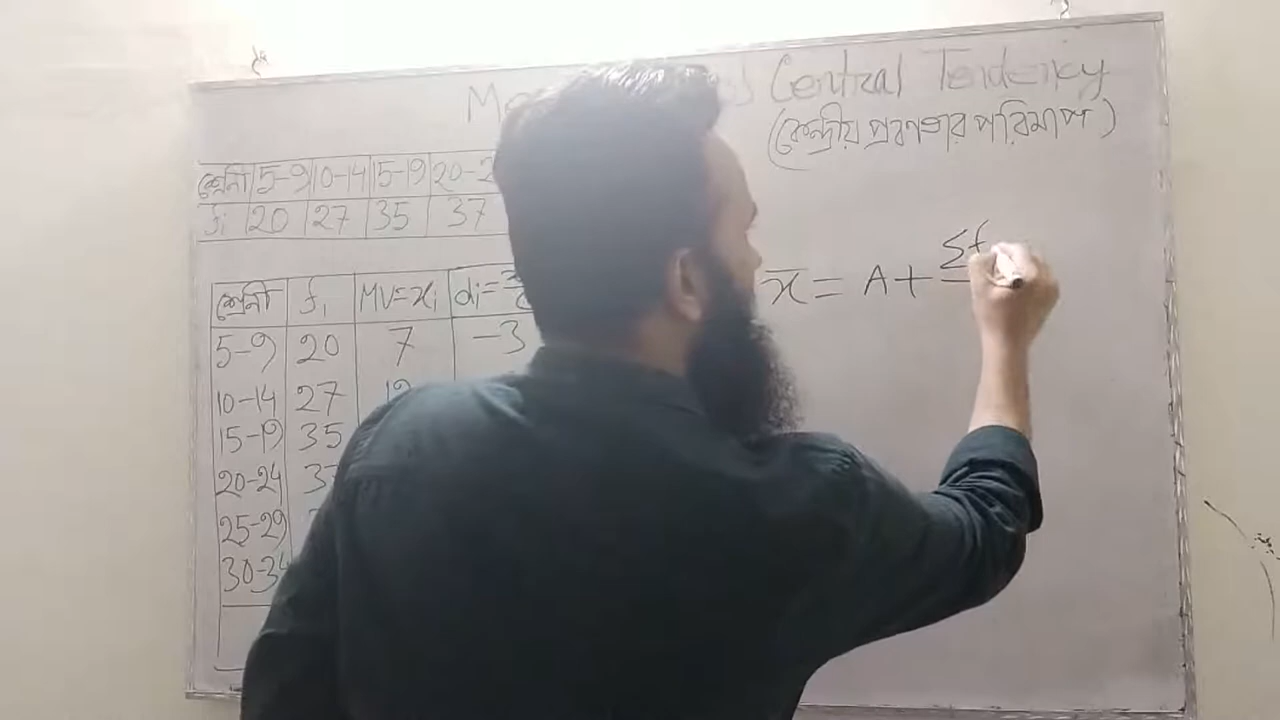 Central Tendency
(কেন্দ্রীয় প্রবণতার পরিমাপ)
শ্রেণী 5-9 10-14 15-19 20-2
fi 20 27 35 37
x̄ = A + Σf
শ্রেণী fi MV=xi di=
5-9 20 7 -3
10-14 27 12
15-19 35
20-24 3
25-29
30-34